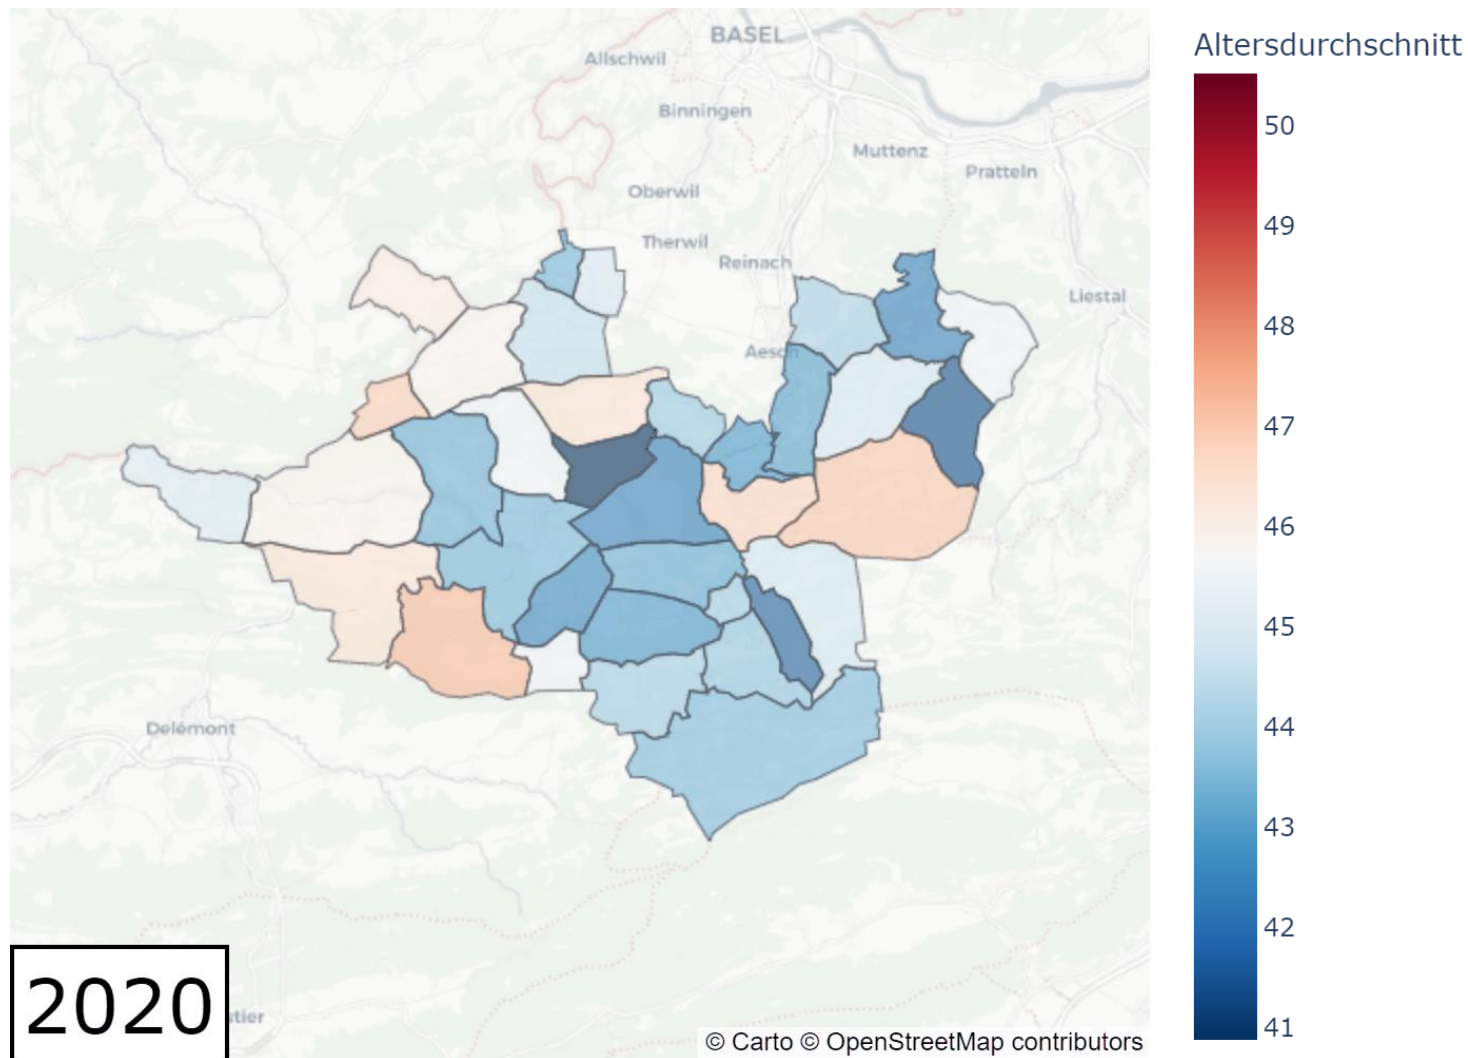 BASEL
Allschwil
Binningen
Muttenz
Pratteln
Oberwil
Therwil
Reinach
Liestal
Aesch
Delémont
2020
utier
© Carto © OpenStreetMap contributors
Altersdurchschnitt
50
49
48
47
46
45
44
43
42
41